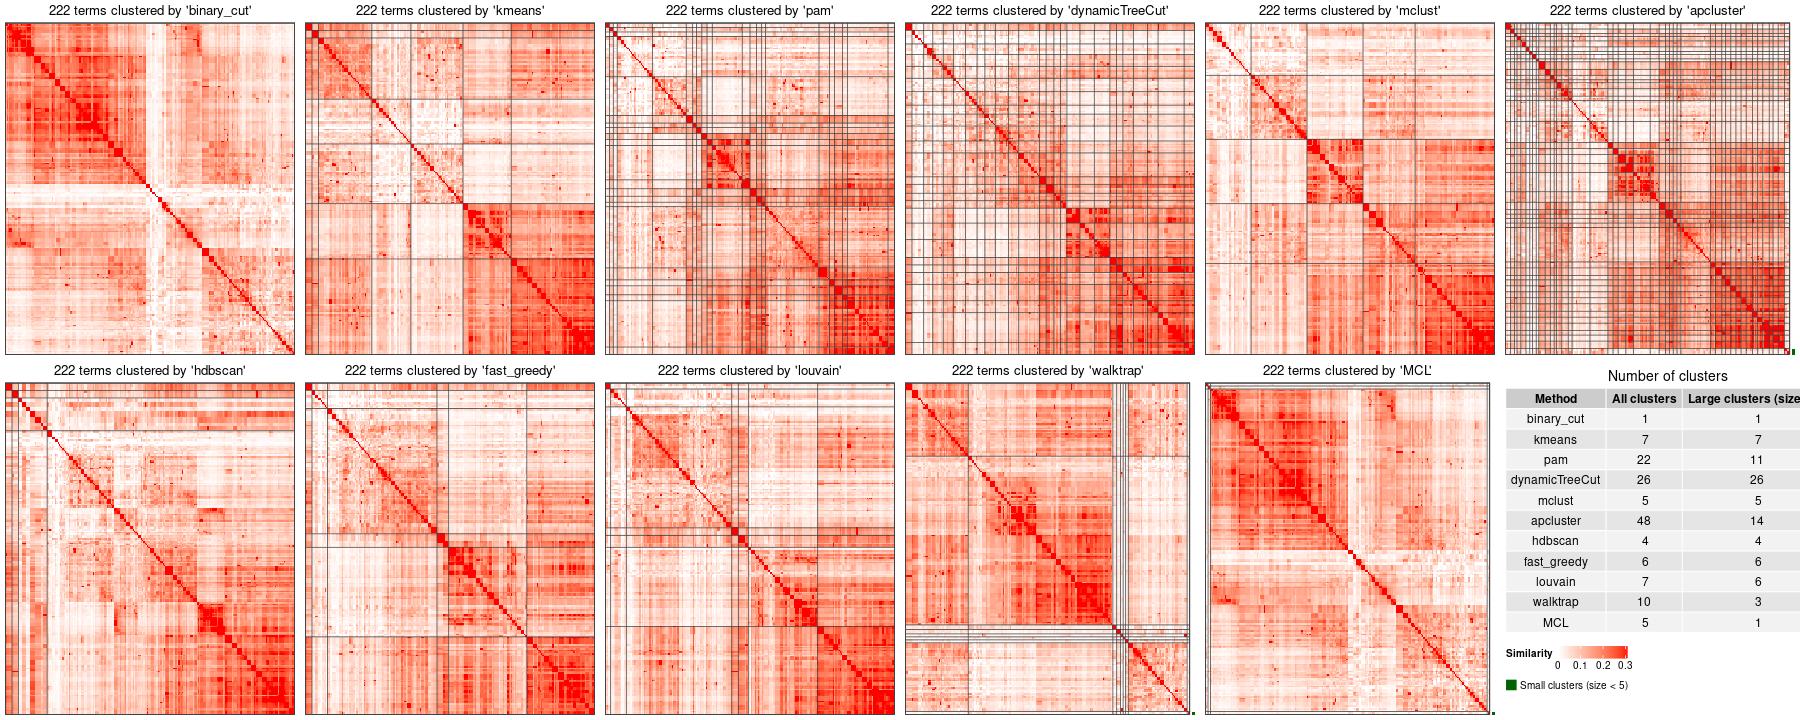 222 terms clustered by 'binary_cut'
222 terms clustered by 'kmeans'
222 terms clustered by 'pam'
222 terms clustered by 'dynamicTreeCut'
222 terms clustered by 'mclust'
222 terms clustered by 'apcluster'
222 terms clustered by 'hdbscan'
222 terms clustered by 'fast_greedy'
222 terms clustered by 'louvain'
222 terms clustered by 'walktrap'
222 terms clustered by 'MCL'
Number of clusters
Method All clusters Large clusters (size
binary_cut 1 1
kmeans 7 7
pam 22 11
dynamicTreeCut 26 26
mclust 5 5
apcluster 48 14
hdbscan 4 4
fast_greedy 6 6
louvain 7 6
walktrap 10 3
MCL 5 1
Similarity
0 0.1 0.2 0.3
Small clusters (size < 5)